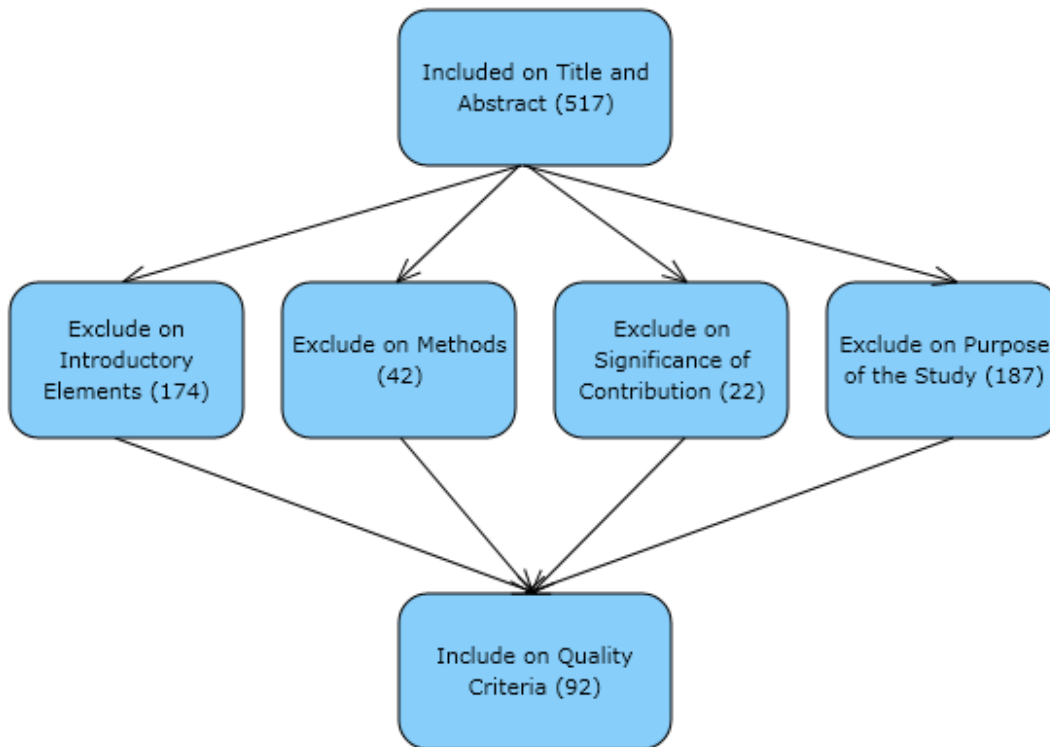 Included on Title and
Abstract (517)
Exclude on
Introductory
Elements (174)
Exclude on Methods
(42)
Exclude on
Significance of
Contribution (22)
Exclude on Purpose
of the Study (187)
Include on Quality
Criteria (92)